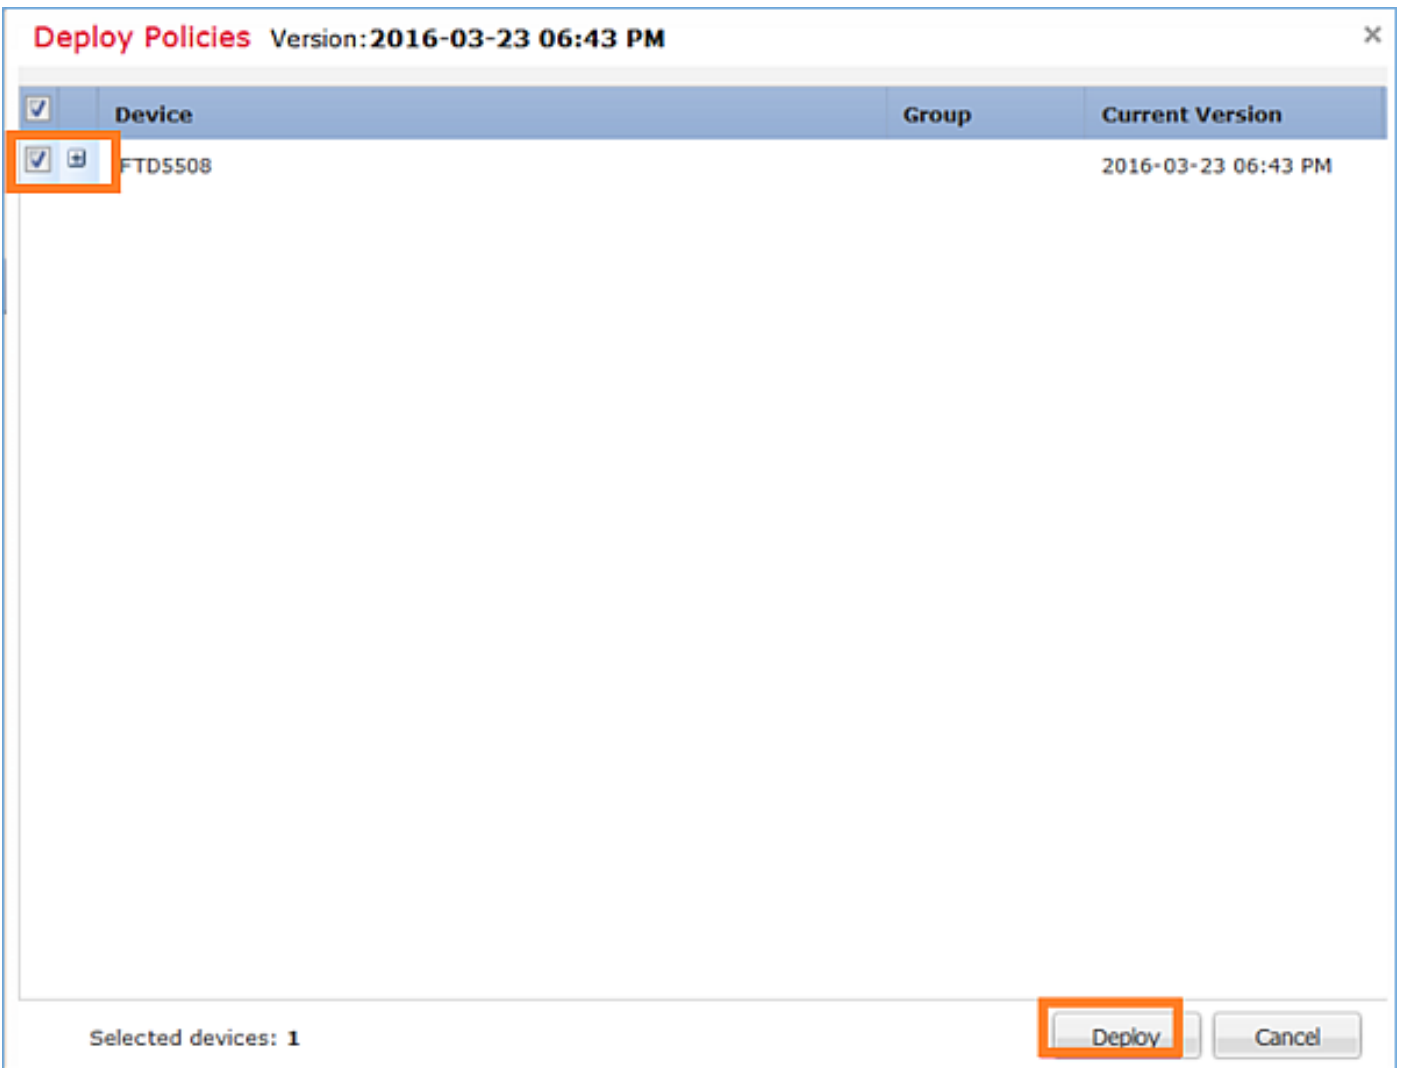 Deploy Policies Version:2016-03-23 06:43 PM
Device Group Current Version
FTD5508 2016-03-23 06:43 PM
Selected devices: 1
Deploy Cancel